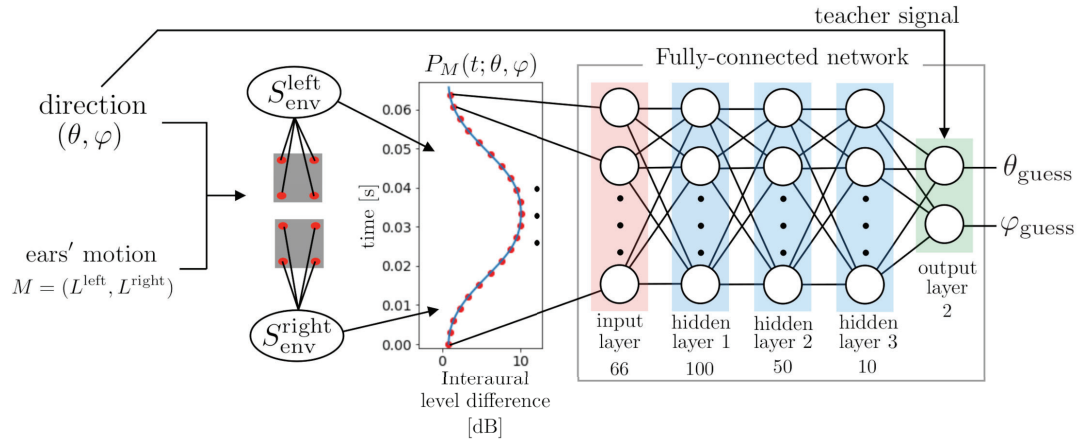 teacher signal
direction
(θ, φ)
ears' motion
M = (L^left, L^right)
S_env^left
S_env^right
P_M(t; θ, φ)
0.06
0.05
0.04
0.03
0.02
0.01
0.00
time [s]
0
10
Interaural
level difference
[dB]
Fully-connected network
input
layer
66
hidden
layer 1
100
hidden
layer 2
50
hidden
layer 3
10
output
layer
2
θ_guess
φ_guess